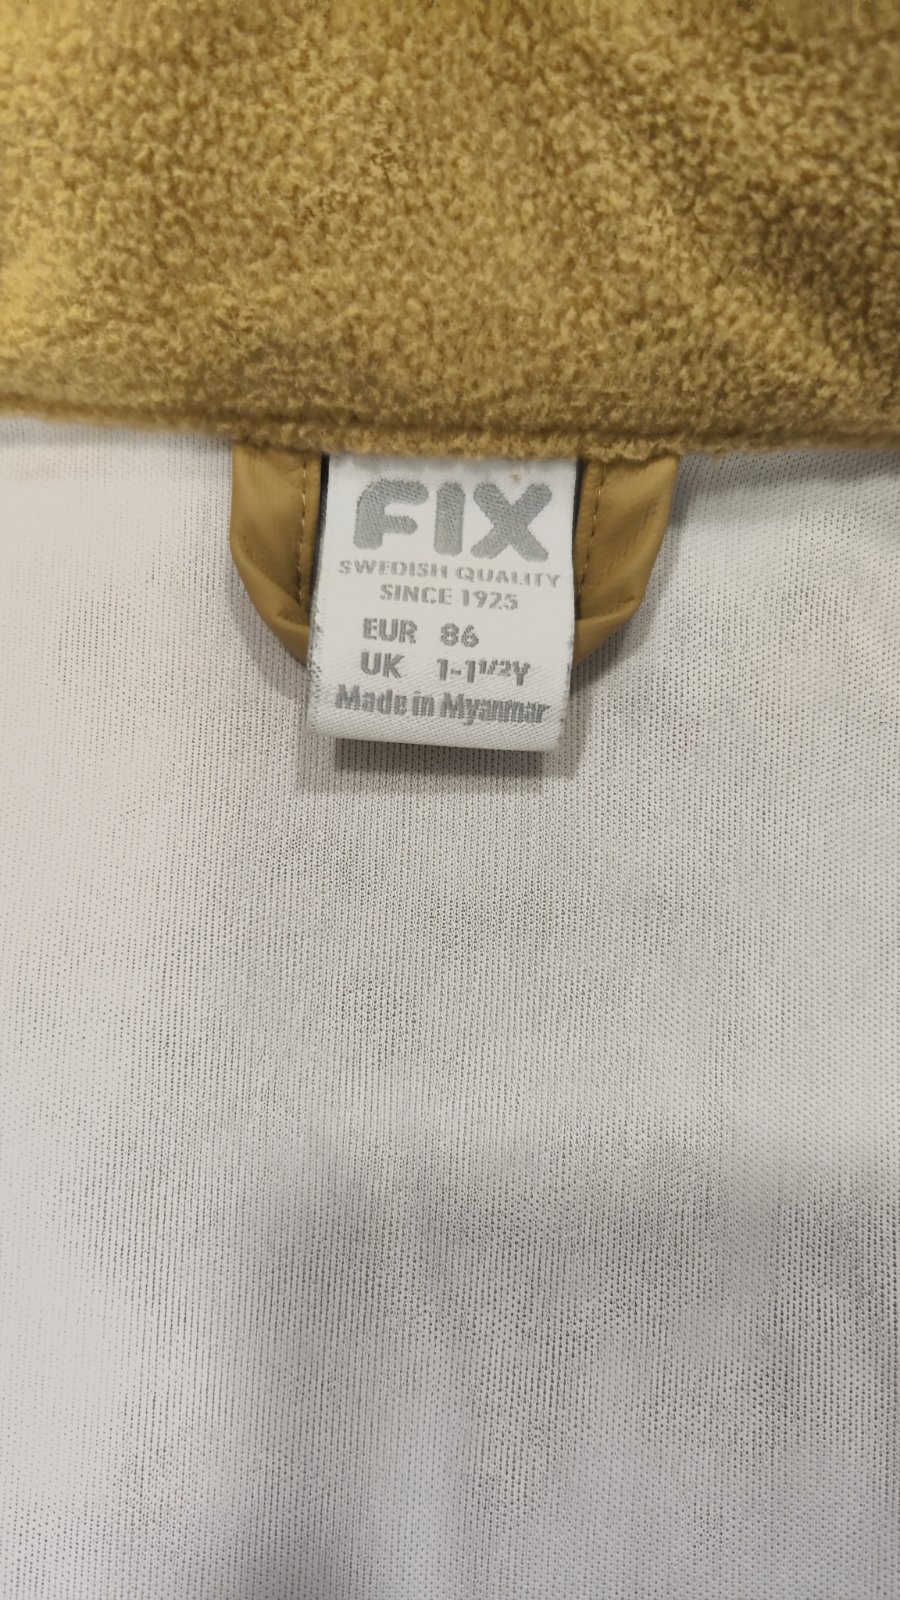 FIX
SWEDISH QUALITY
SINCE 1925
EUR 86
UK 1-1½Y
Made in Myanmar